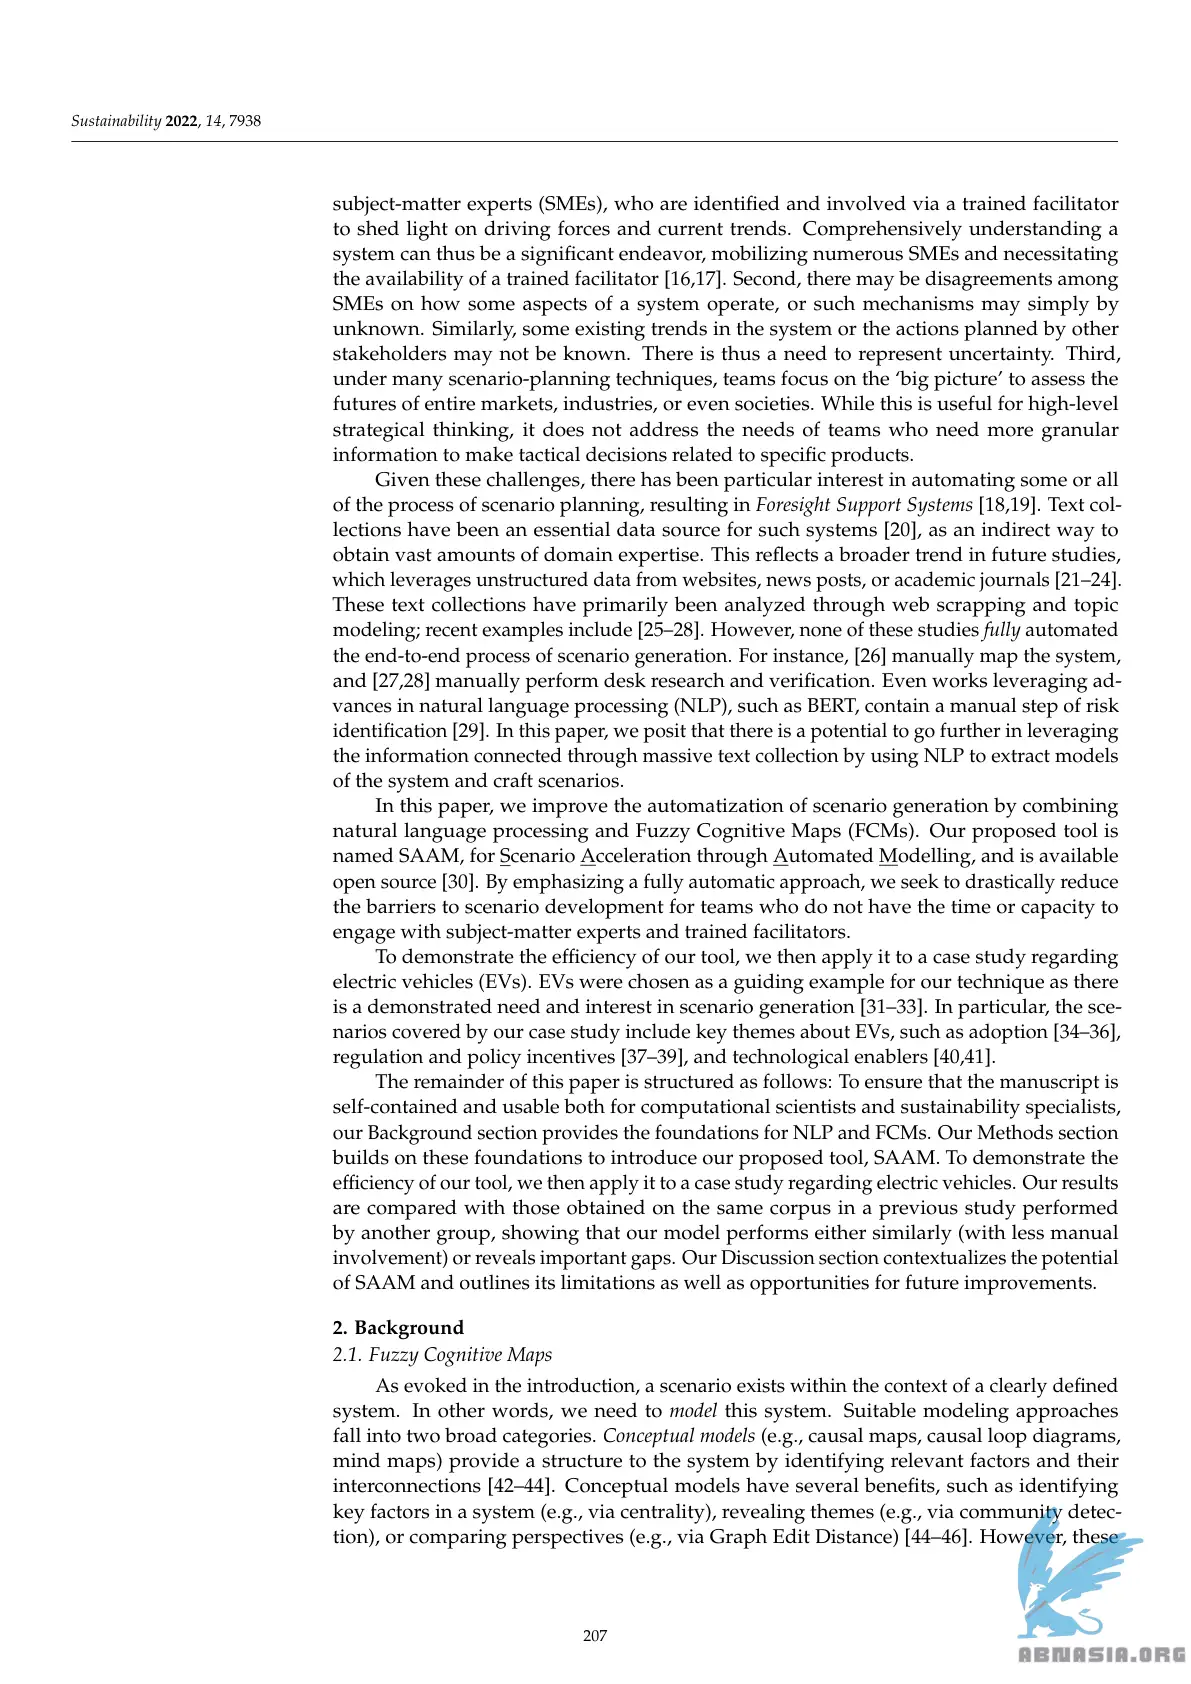 Sustainability 2022, 14, 7938
subject-matter experts (SMEs), who are identified and involved via a trained facilitator
to shed light on driving forces and current trends. Comprehensively understanding a
system can thus be a significant endeavor, mobilizing numerous SMEs and necessitating
the availability of a trained facilitator [16,17]. Second, there may be disagreements among
SMEs on how some aspects of a system operate, or such mechanisms may simply by
unknown. Similarly, some existing trends in the system or the actions planned by other
stakeholders may not be known. There is thus a need to represent uncertainty. Third,
under many scenario-planning techniques, teams focus on the ‘big picture’ to assess the
futures of entire markets, industries, or even societies. While this is useful for high-level
strategical thinking, it does not address the needs of teams who need more granular
information to make tactical decisions related to specific products.
Given these challenges, there has been particular interest in automating some or all
of the process of scenario planning, resulting in Foresight Support Systems [18,19]. Text col-
lections have been an essential data source for such systems [20], as an indirect way to
obtain vast amounts of domain expertise. This reflects a broader trend in future studies,
which leverages unstructured data from websites, news posts, or academic journals [21–24].
These text collections have primarily been analyzed through web scrapping and topic
modeling; recent examples include [25–28]. However, none of these studies fully automated
the end-to-end process of scenario generation. For instance, [26] manually map the system,
and [27,28] manually perform desk research and verification. Even works leveraging ad-
vances in natural language processing (NLP), such as BERT, contain a manual step of risk
identification [29]. In this paper, we posit that there is a potential to go further in leveraging
the information connected through massive text collection by using NLP to extract models
of the system and craft scenarios.
In this paper, we improve the automatization of scenario generation by combining
natural language processing and Fuzzy Cognitive Maps (FCMs). Our proposed tool is
named SAAM, for Scenario Acceleration through Automated Modelling, and is available
open source [30]. By emphasizing a fully automatic approach, we seek to drastically reduce
the barriers to scenario development for teams who do not have the time or capacity to
engage with subject-matter experts and trained facilitators.
To demonstrate the efficiency of our tool, we then apply it to a case study regarding
electric vehicles (EVs). EVs were chosen as a guiding example for our technique as there
is a demonstrated need and interest in scenario generation [31–33]. In particular, the sce-
narios covered by our case study include key themes about EVs, such as adoption [34–36],
regulation and policy incentives [37–39], and technological enablers [40,41].
The remainder of this paper is structured as follows: To ensure that the manuscript is
self-contained and usable both for computational scientists and sustainability specialists,
our Background section provides the foundations for NLP and FCMs. Our Methods section
builds on these foundations to introduce our proposed tool, SAAM. To demonstrate the
efficiency of our tool, we then apply it to a case study regarding electric vehicles. Our results
are compared with those obtained on the same corpus in a previous study performed
by another group, showing that our model performs either similarly (with less manual
involvement) or reveals important gaps. Our Discussion section contextualizes the potential
of SAAM and outlines its limitations as well as opportunities for future improvements.
2. Background
2.1. Fuzzy Cognitive Maps
As evoked in the introduction, a scenario exists within the context of a clearly defined
system. In other words, we need to model this system. Suitable modeling approaches
fall into two broad categories. Conceptual models (e.g., causal maps, causal loop diagrams,
mind maps) provide a structure to the system by identifying relevant factors and their
interconnections [42–44]. Conceptual models have several benefits, such as identifying
key factors in a system (e.g., via centrality), revealing themes (e.g., via community detec-
tion), or comparing perspectives (e.g., via Graph Edit Distance) [44–46]. However, these
207
ABNASIA.ORG